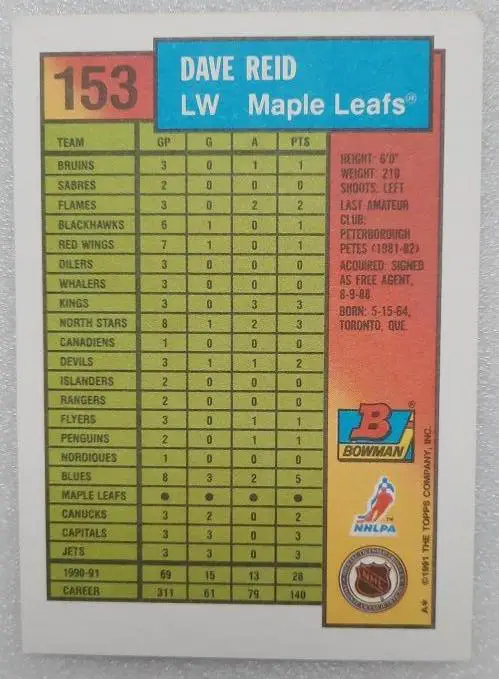 153
DAVE REID
LW Maple Leafs®
TEAM GP G A PTS
BRUINS 3 0 1 1
SABRES 2 0 0 0
FLAMES 3 0 2 2
BLACKHAWKS 6 1 0 1
RED WINGS 7 1 0 1
OILERS 3 0 0 0
WHALERS 3 0 0 0
KINGS 3 0 3 3
NORTH STARS 8 1 2 3
CANADIENS 1 0 0 0
DEVILS 3 1 1 2
ISLANDERS 2 0 0 0
RANGERS 2 0 0 0
FLYERS 3 0 1 1
PENGUINS 2 0 1 1
NORDIQUES 1 0 0 0
BLUES 8 3 2 5
MAPLE LEAFS ● ● ● ●
CANUCKS 3 2 0 2
CAPITALS 3 3 0 3
JETS 3 3 0 3
1990-91 69 15 13 28
CAREER 311 61 79 140
HEIGHT: 6'0"
WEIGHT: 210
SHOOTS: LEFT
LAST AMATEUR
CLUB:
PETERBOROUGH
PETES (1981-82)
ACQUIRED: SIGNED
AS FREE AGENT,
8-9-88
BORN: 5-15-64,
TORONTO, QUE.
B
BOWMAN®
NHLPA™
NHL
A* ©1991 THE TOPPS COMPANY, INC.